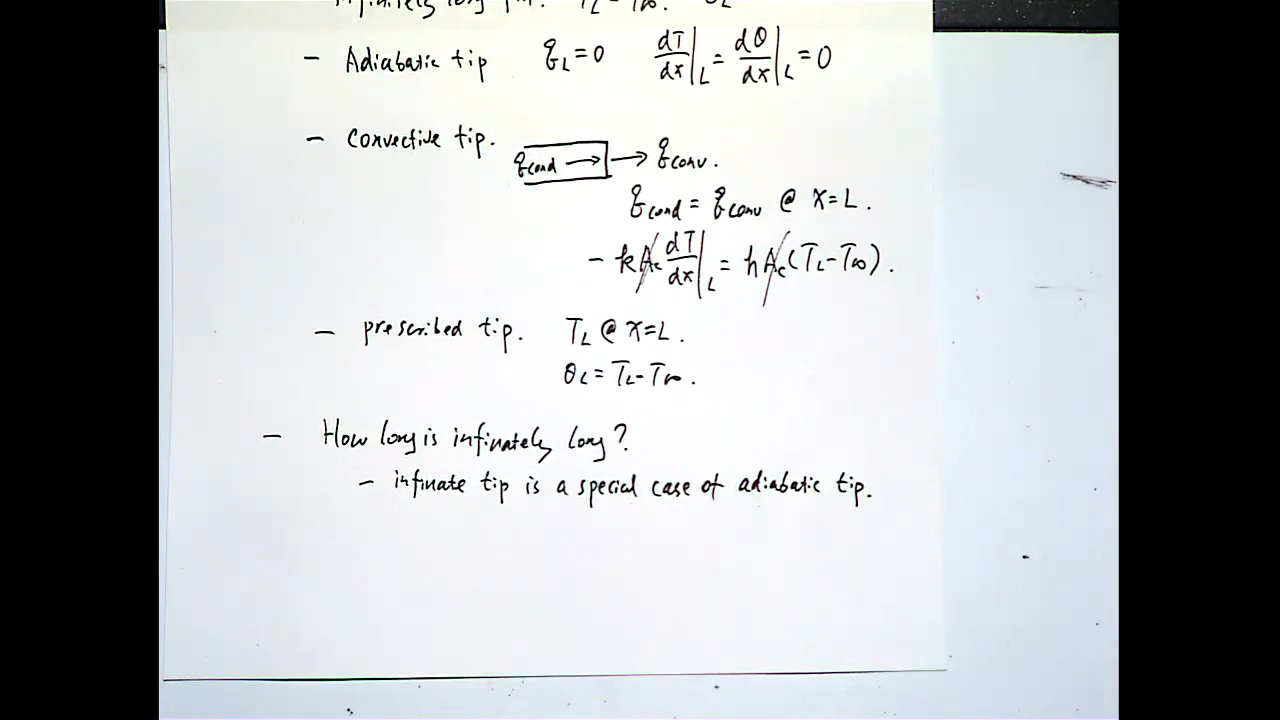 long
- Adiabatic tip q_L = 0 dT/dx|_L = dθ/dx|_L = 0
- Convective tip.
q_cond → → q_conv.
q_cond = q_conv @ x=L.
- kA_c dT/dx|_L = hA_c(T_L - T_∞).
- prescribed tip. T_L @ x=L.
θ_L = T_L - T_∞.
- How long is infinately long?
- infinate tip is a special case of adiabatic tip.